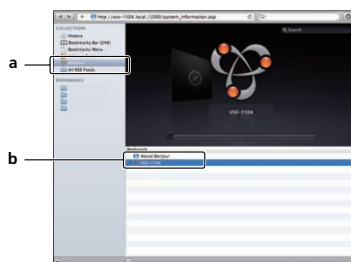 http://vsx-1124.local.:1000/system_information.asp
COLLECTIONS
Search
History
Bookmarks Bar (249)
Bookmarks Menu
a
All RSS Feeds
BOOKMARKS
VSX-1124
Bookmark
b
About Bonjour
VSX-1124